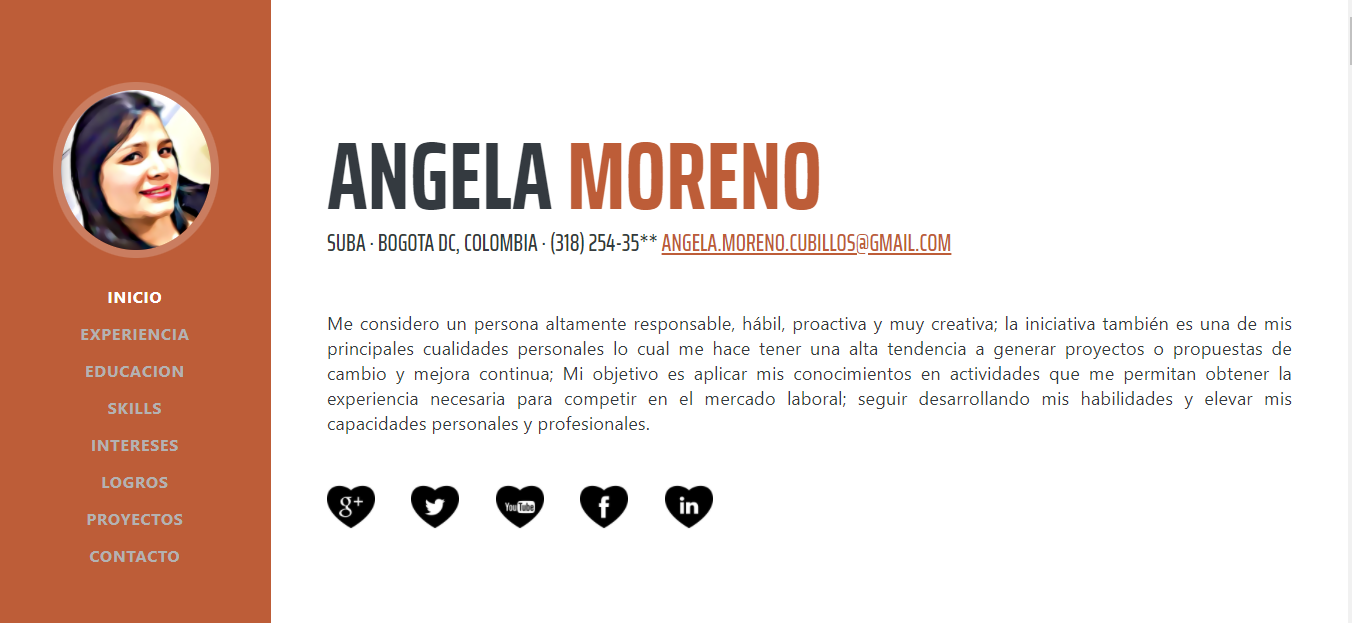 INICIO
EXPERIENCIA
EDUCACION
SKILLS
INTERESES
LOGROS
PROYECTOS
CONTACTO
ANGELA MORENO
SUBA · BOGOTA DC, COLOMBIA · (318) 254-35** ANGELA.MORENO.CUBILLOS@GMAIL.COM
Me considero un persona altamente responsable, hábil, proactiva y muy creativa; la iniciativa también es una de mis
principales cualidades personales lo cual me hace tener una alta tendencia a generar proyectos o propuestas de
cambio y mejora continua; Mi objetivo es aplicar mis conocimientos en actividades que me permitan obtener la
experiencia necesaria para competir en el mercado laboral; seguir desarrollando mis habilidades y elevar mis
capacidades personales y profesionales.
g+ YouTube f in